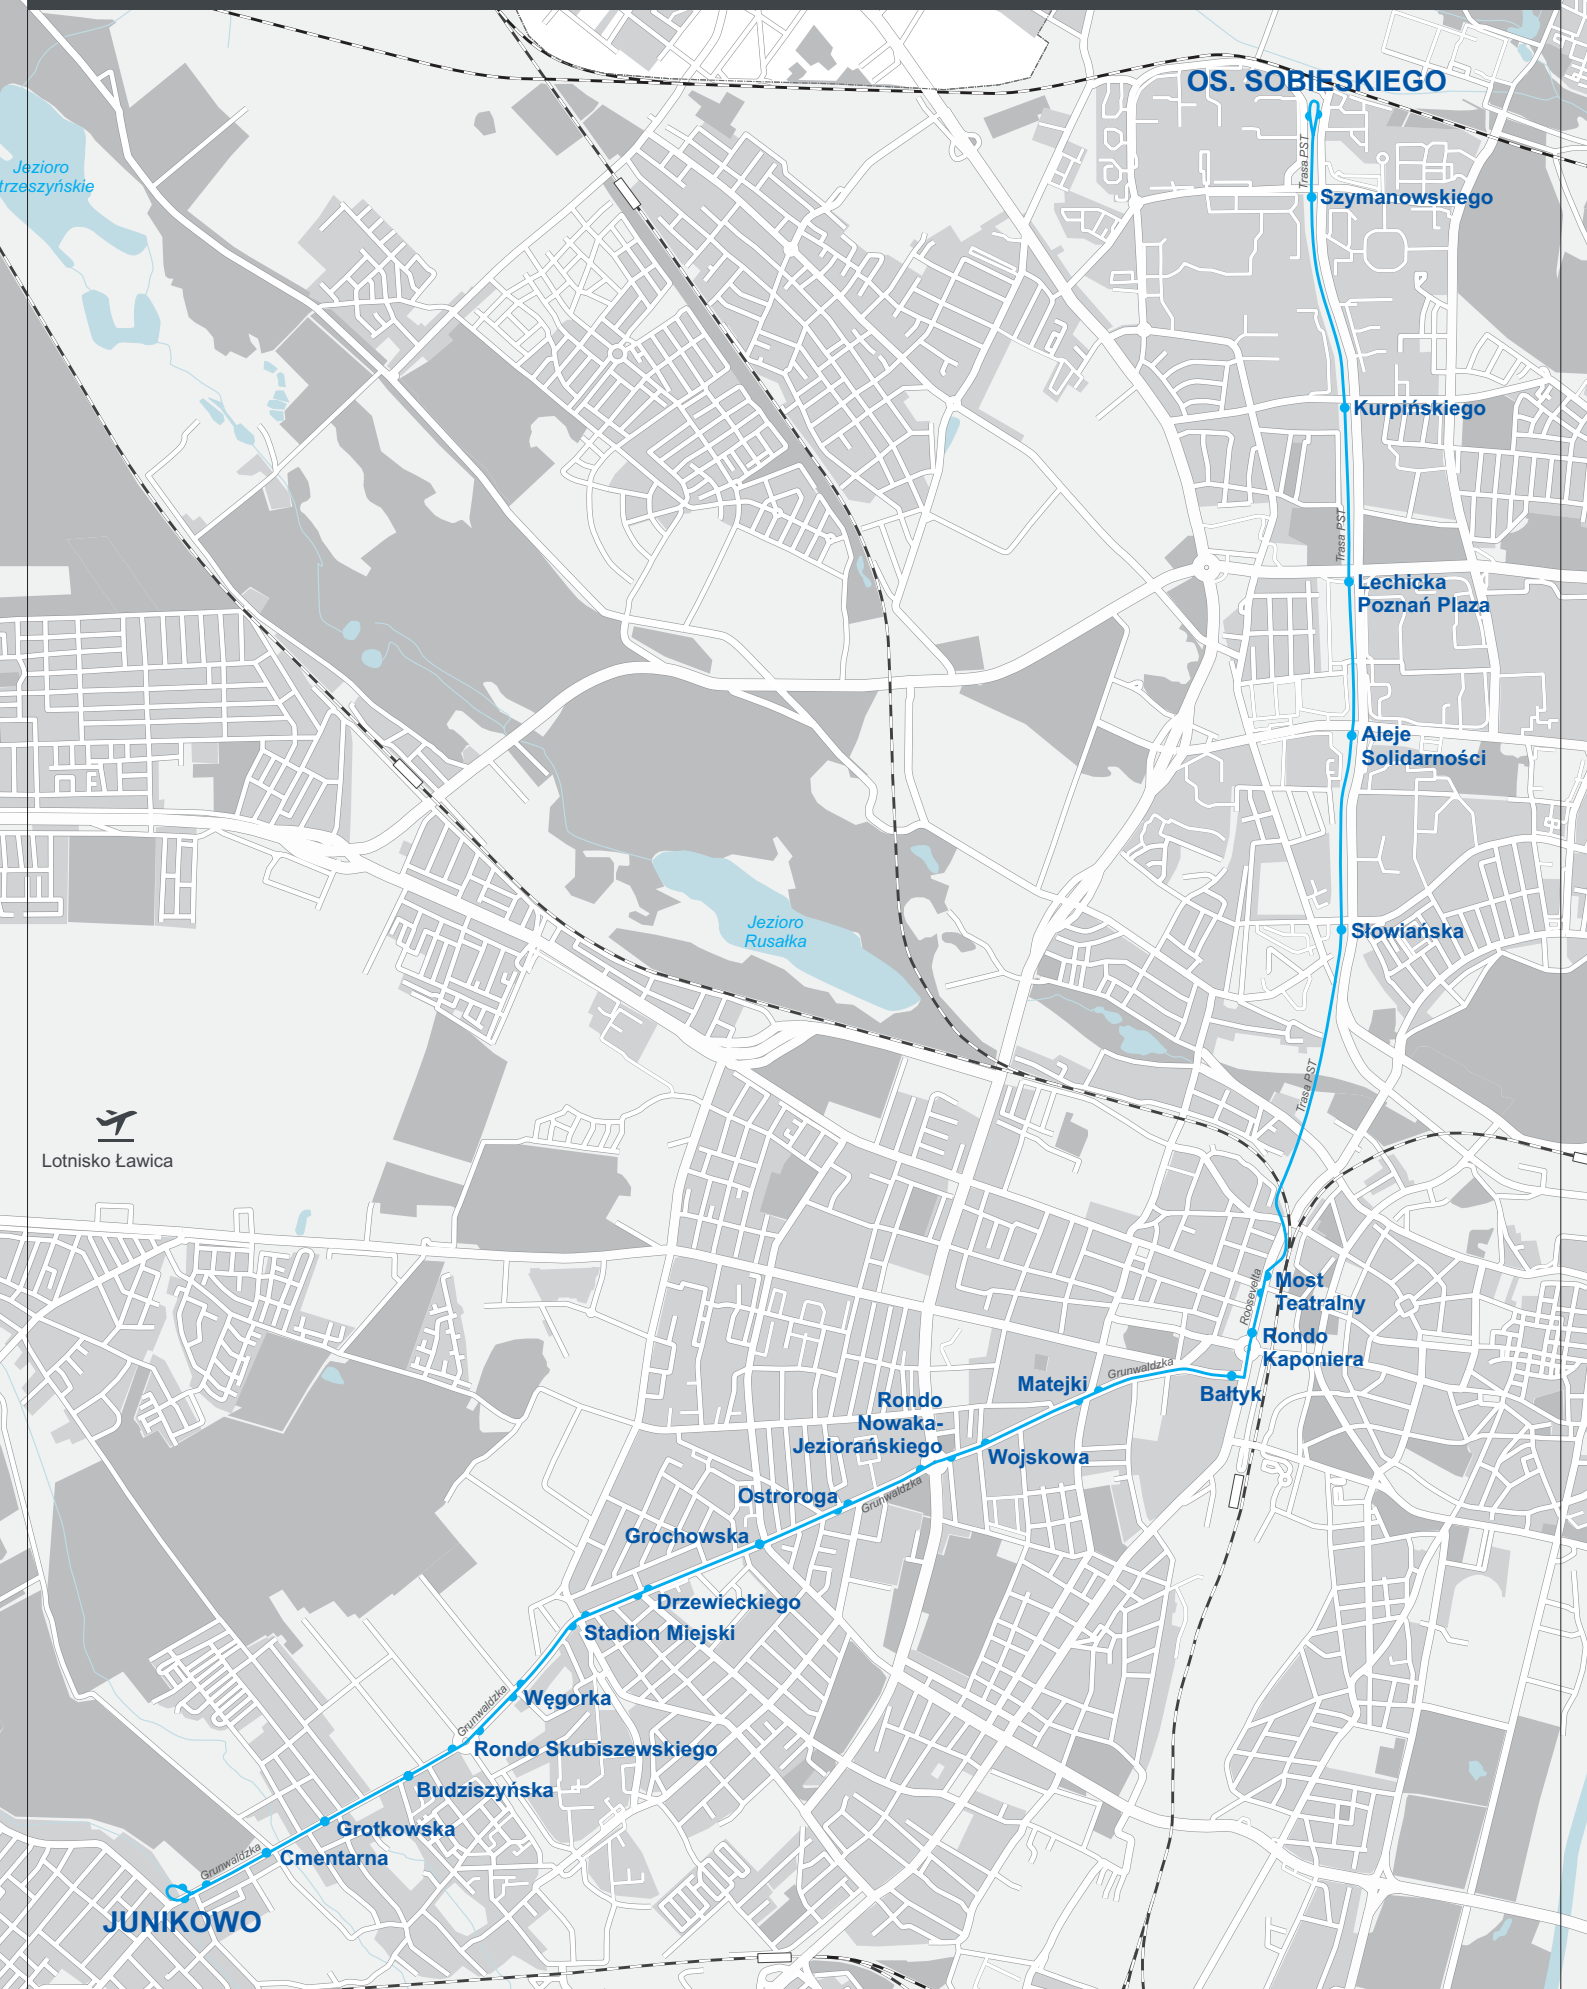 OS. SOBIESKIEGO
Trasa PST
Jezioro
trzeszyńskie
Szymanowskiego
Kurpińskiego
Trasa PST
Lechicka
Poznań Plaza
Aleje
Solidarności
Jezioro
Rusałka
Słowiańska
Trasa PST
Lotnisko Ławica
Roosevelta
Most
Teatralny
Rondo
Kaponiera
Grunwaldzka
Matejki
Bałtyk
Rondo
Nowaka-
Jeziorańskiego
Wojskowa
Ostroroga
Grunwaldzka
Grochowska
Drzewieckiego
Stadion Miejski
Węgorka
Grunwaldzka
Rondo Skubiszewskiego
Budziszyńska
Grotkowska
Cmentarna
Grunwaldzka
JUNIKOWO